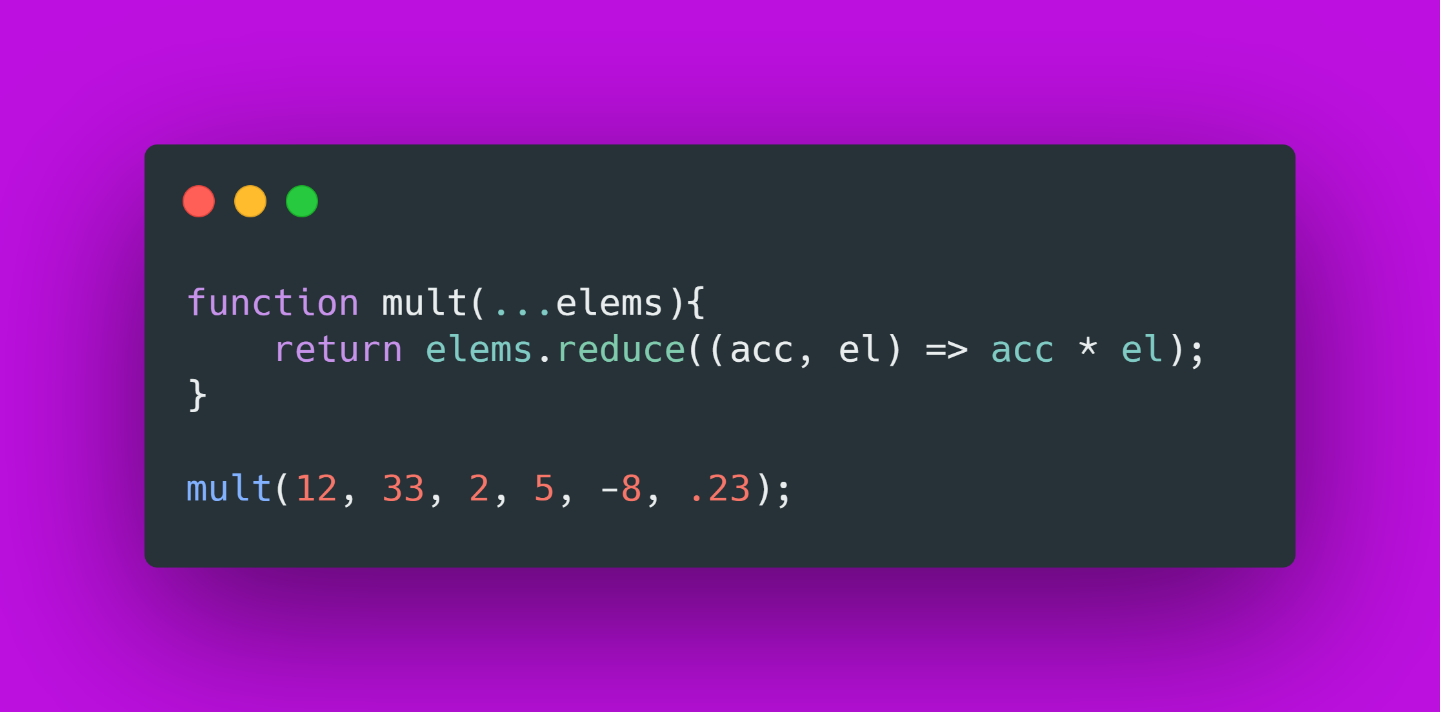 function mult(...elems){
    return elems.reduce((acc, el) => acc * el);
}
mult(12, 33, 2, 5, -8, .23);